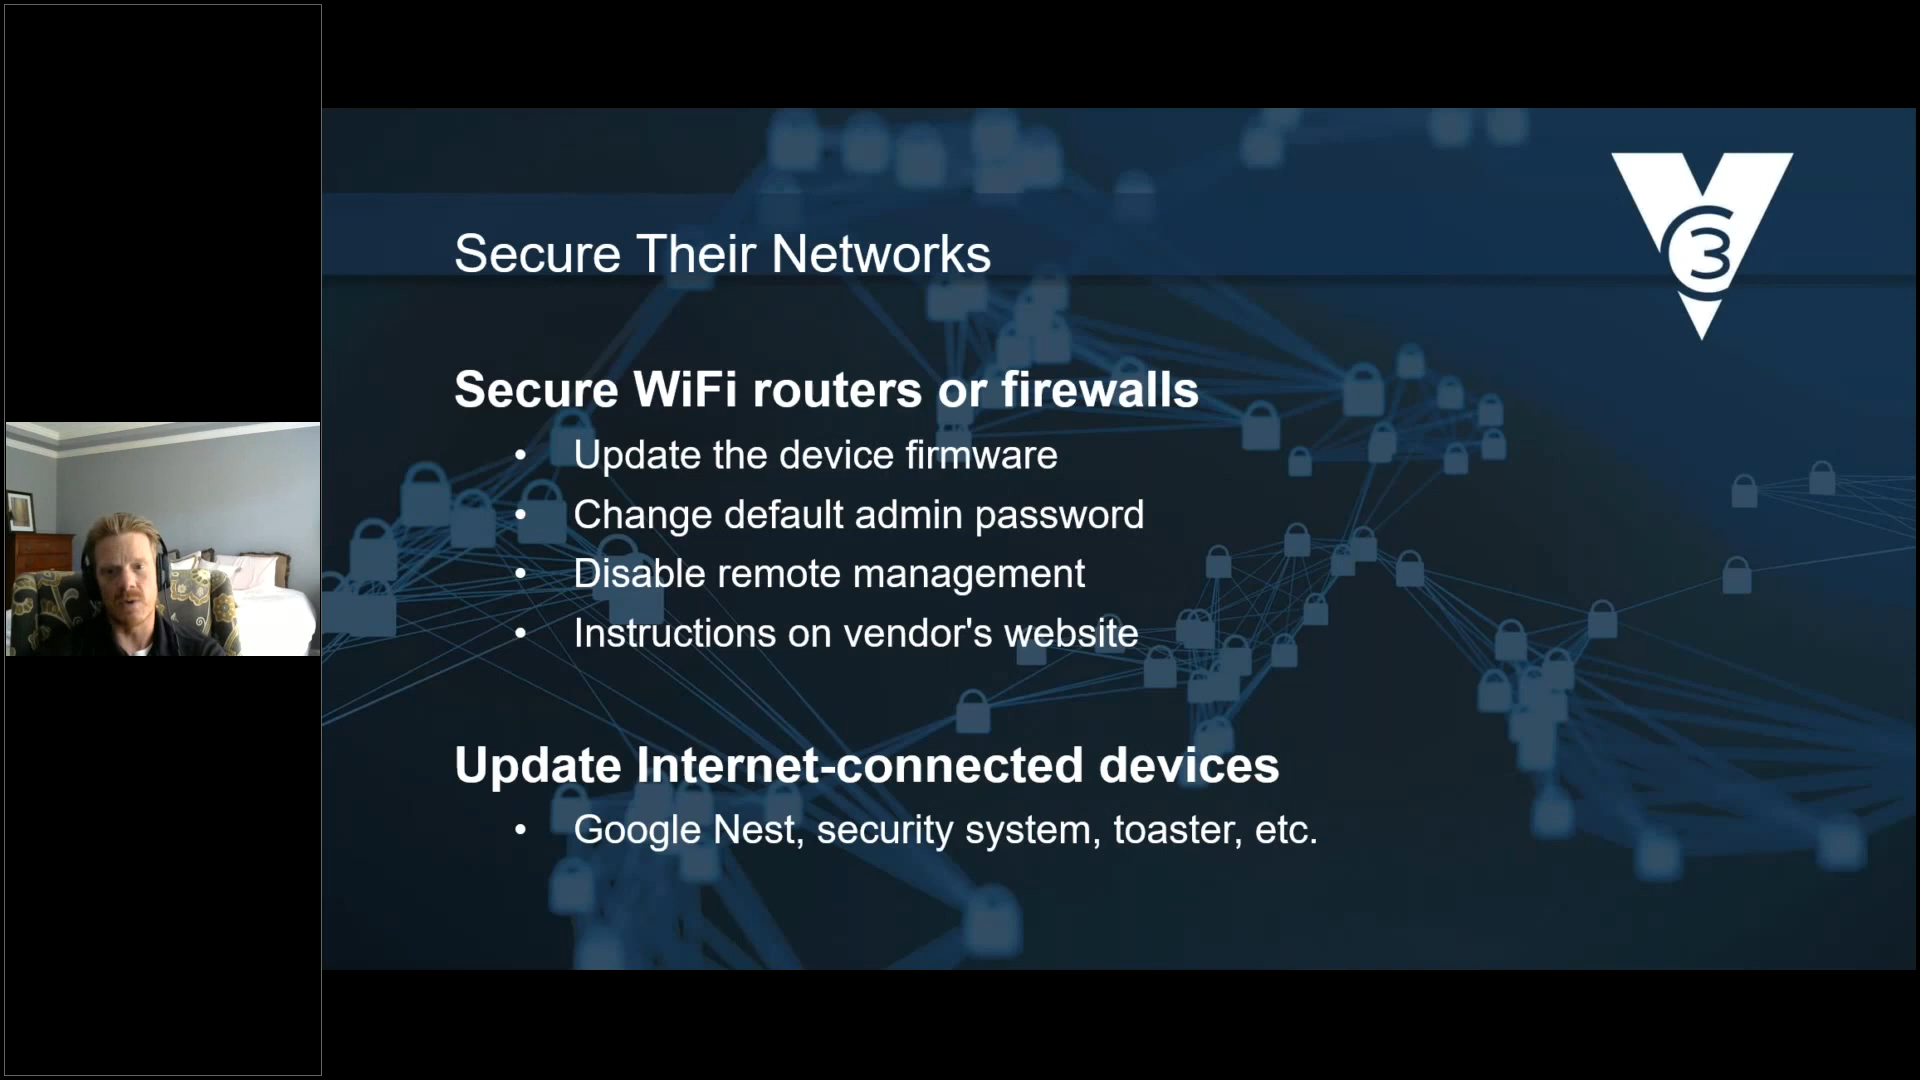 Secure Their Networks
3
Secure WiFi routers or firewalls
• Update the device firmware
• Change default admin password
• Disable remote management
• Instructions on vendor's website
Update Internet-connected devices
• Google Nest, security system, toaster, etc.